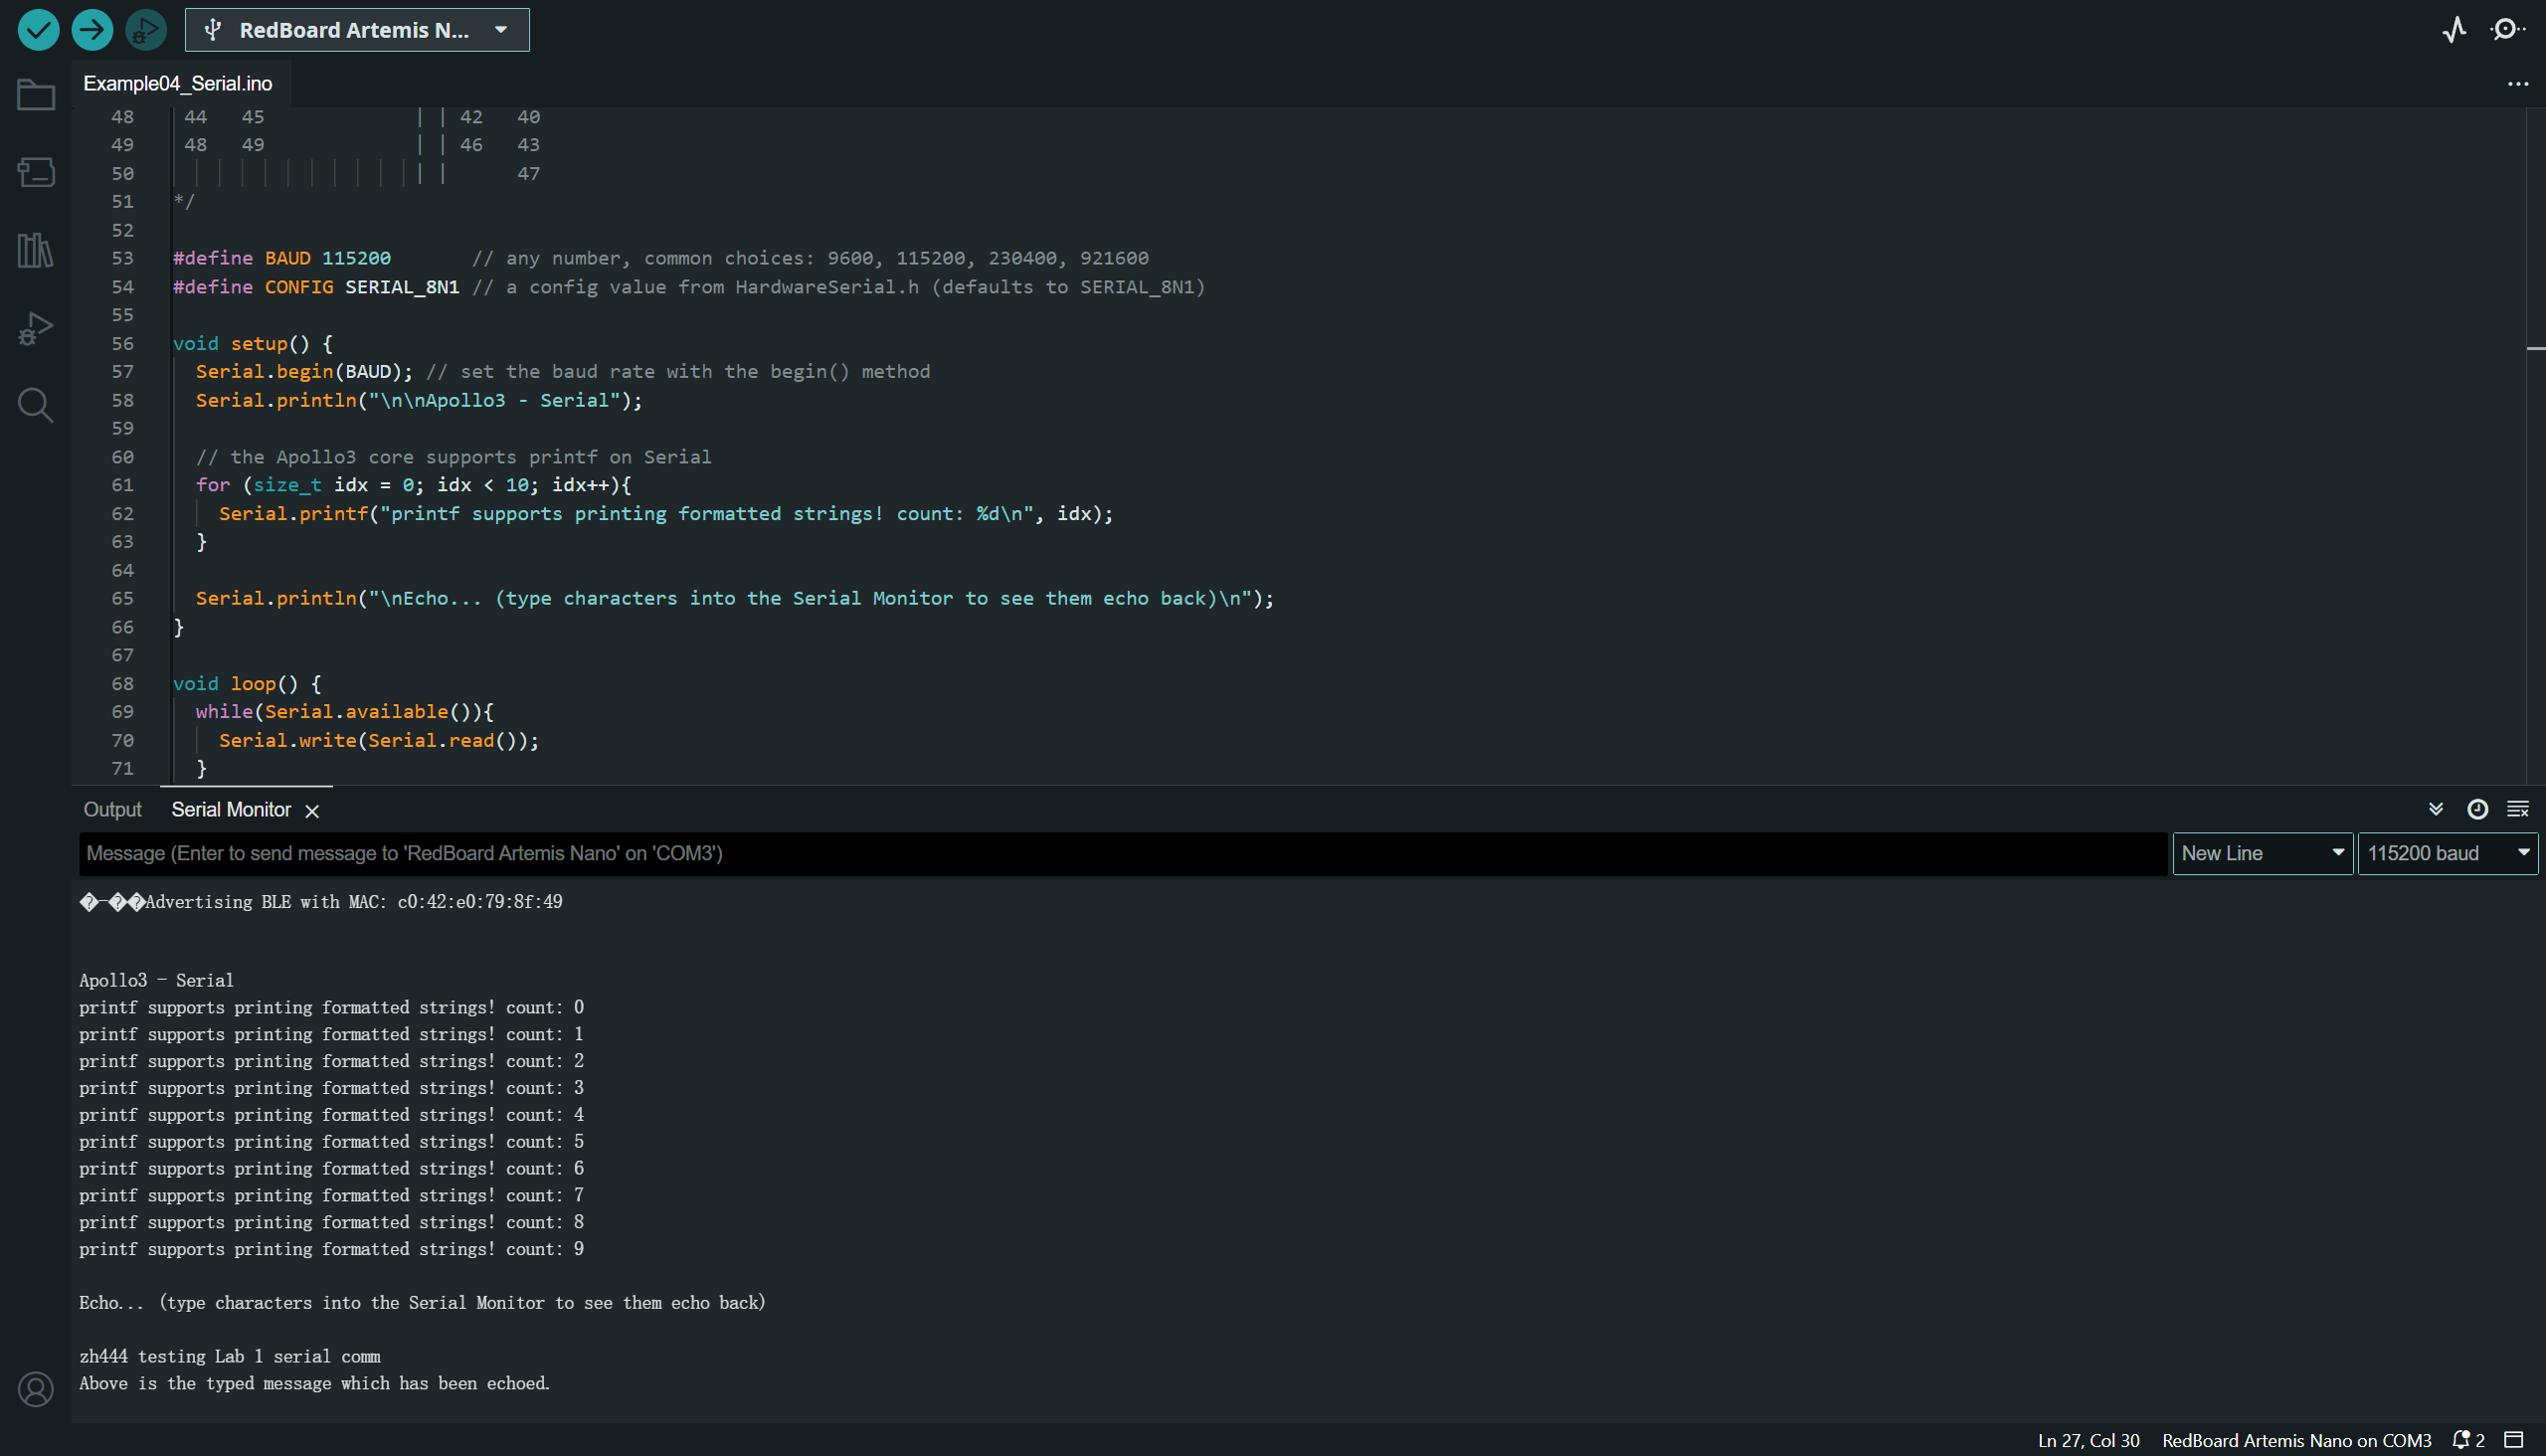 RedBoard Artemis N...
Example04_Serial.ino
48 44 45 | | 42 40
49 48 49 | | 46 43
50 | | 47
51 */
52
53 #define BAUD 115200 // any number, common choices: 9600, 115200, 230400, 921600
54 #define CONFIG SERIAL_8N1 // a config value from HardwareSerial.h (defaults to SERIAL_8N1)
55
56 void setup() {
57 Serial.begin(BAUD); // set the baud rate with the begin() method
58 Serial.println("\n\nApollo3 - Serial");
59
60 // the Apollo3 core supports printf on Serial
61 for (size_t idx = 0; idx < 10; idx++){
62 Serial.printf("printf supports printing formatted strings! count: %d\n", idx);
63 }
64
65 Serial.println("\nEcho... (type characters into the Serial Monitor to see them echo back)\n");
66 }
67
68 void loop() {
69 while(Serial.available()){
70 Serial.write(Serial.read());
71 }
Output Serial Monitor
Message (Enter to send message to 'RedBoard Artemis Nano' on 'COM3') New Line 115200 baud
�-��Advertising BLE with MAC: c0:42:e0:79:8f:49
Apollo3 - Serial
printf supports printing formatted strings! count: 0
printf supports printing formatted strings! count: 1
printf supports printing formatted strings! count: 2
printf supports printing formatted strings! count: 3
printf supports printing formatted strings! count: 4
printf supports printing formatted strings! count: 5
printf supports printing formatted strings! count: 6
printf supports printing formatted strings! count: 7
printf supports printing formatted strings! count: 8
printf supports printing formatted strings! count: 9
Echo... (type characters into the Serial Monitor to see them echo back)
zh444 testing Lab 1 serial comm
Above is the typed message which has been echoed.
Ln 27, Col 30 RedBoard Artemis Nano on COM3 2